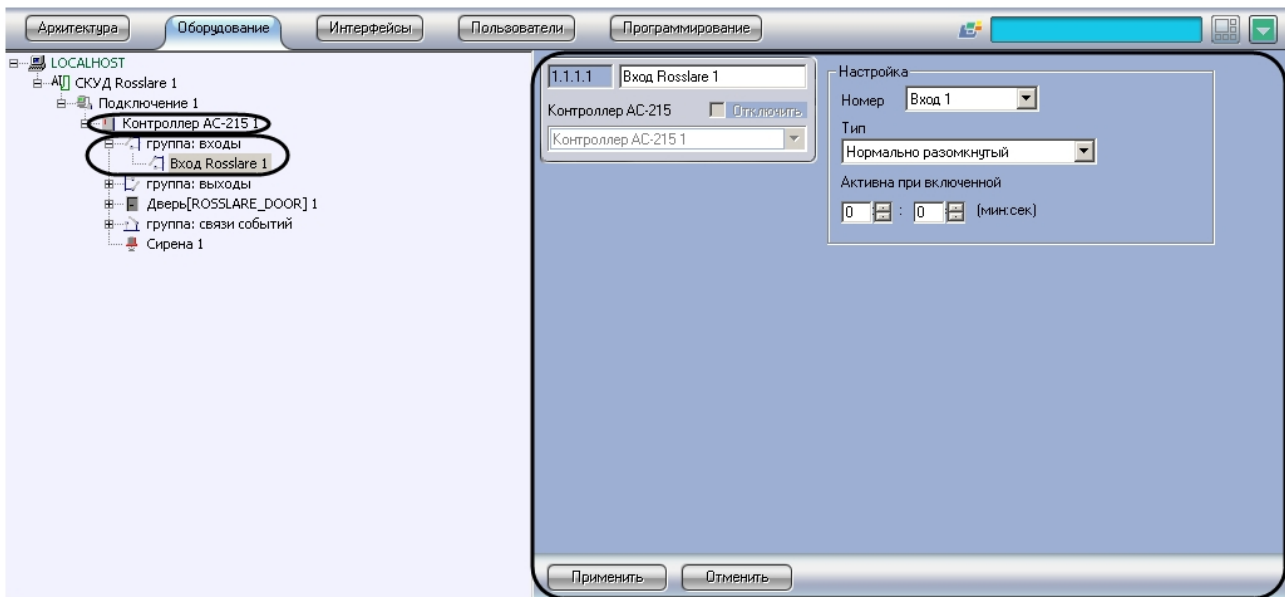 Архитектура Оборудование Интерфейсы Пользователи Программирование
LOCALHOST
СКУД Rosslare 1
Подключение 1
Контроллер AC-215 1
группа: входы
Вход Rosslare 1
группа: выходы
Дверь[ROSSLARE_DOOR] 1
группа: связи событий
Сирена 1
1.1.1.1 Вход Rosslare 1
Контроллер AC-215 Отключить
Контроллер AC-215 1
Настройка
Номер Вход 1
Тип
Нормально разомкнутый
Активна при включенной
0 : 0 (мин:сек)
Применить Отменить